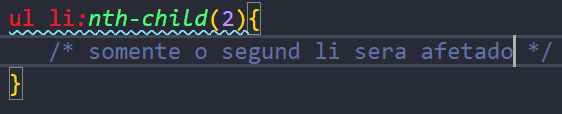 ul li:nth-child(2){
/* somente o segund li sera afetado */
}